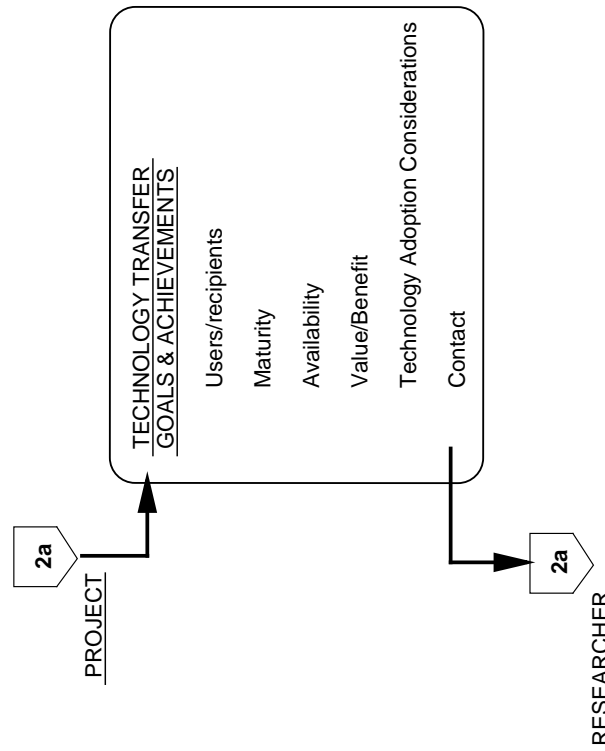 2a
PROJECT
TECHNOLOGY TRANSFER
GOALS & ACHIEVEMENTS
Users/recipients
Maturity
Availability
Value/Benefit
Technology Adoption Considerations
Contact
2a
RESEARCHER